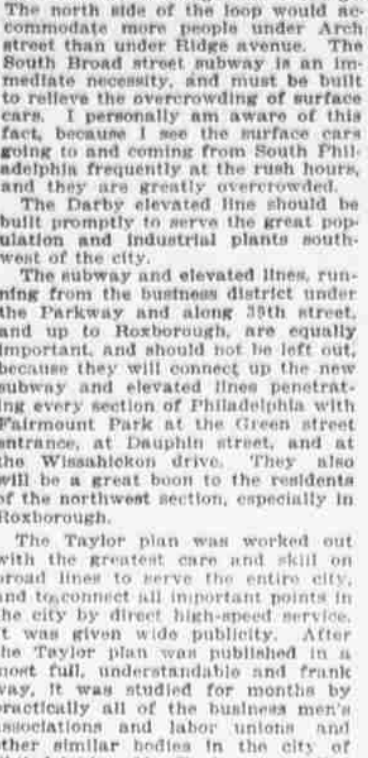 The north side of the loop would ac-
commodate more people under Arch
street than under Ridge avenue. The
South Broad street subway is an im-
mediate necessity, and must be built
to relieve the overcrowding of surface
cars. I personally am aware of this
fact, because I see the surface cars
going to and coming from South Phil-
adelphia frequently at the rush hours,
and they are greatly overcrowded.
The Darby elevated line should be
built promptly to serve the great pop-
ulation and industrial plants south-
west of the city.
The subway and elevated lines, run-
ning from the business district under
the Parkway and along 39th street,
and up to Roxborough, are equally
important, and should not be left out,
because they will connect up the new
subway and elevated lines penetrat-
ing every section of Philadelphia with
Fairmount Park at the Green street
entrance, at Dauphin street, and at
the Wissahickon drive. They also
will be a great boon to the residents
of the northwest section, especially in
Roxborough.
The Taylor plan was worked out
with the greatest care and skill on
broad lines to serve the entire city,
and to connect all important points in
the city by direct high-speed service.
It was given wide publicity. After
the Taylor plan was published in a
most full, understandable and frank
way, it was studied for months by
practically all of the business men's
associations and labor unions and
other similar bodies in the city of